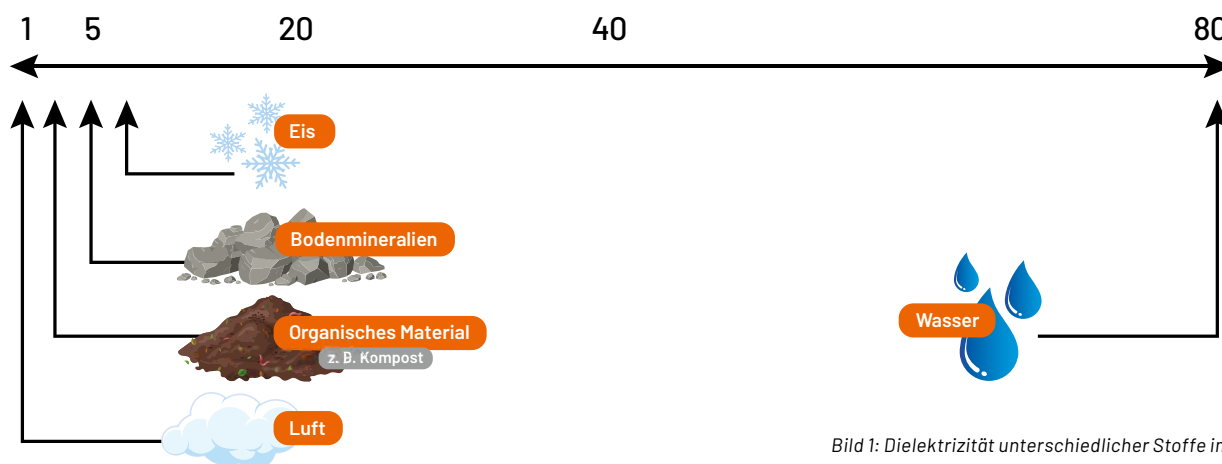 1 5 20 40 80
Eis
Bodenmineralien
Organisches Material
z. B. Kompost
Wasser
Luft
Bild 1: Dielektrizität unterschiedlicher Stoffe